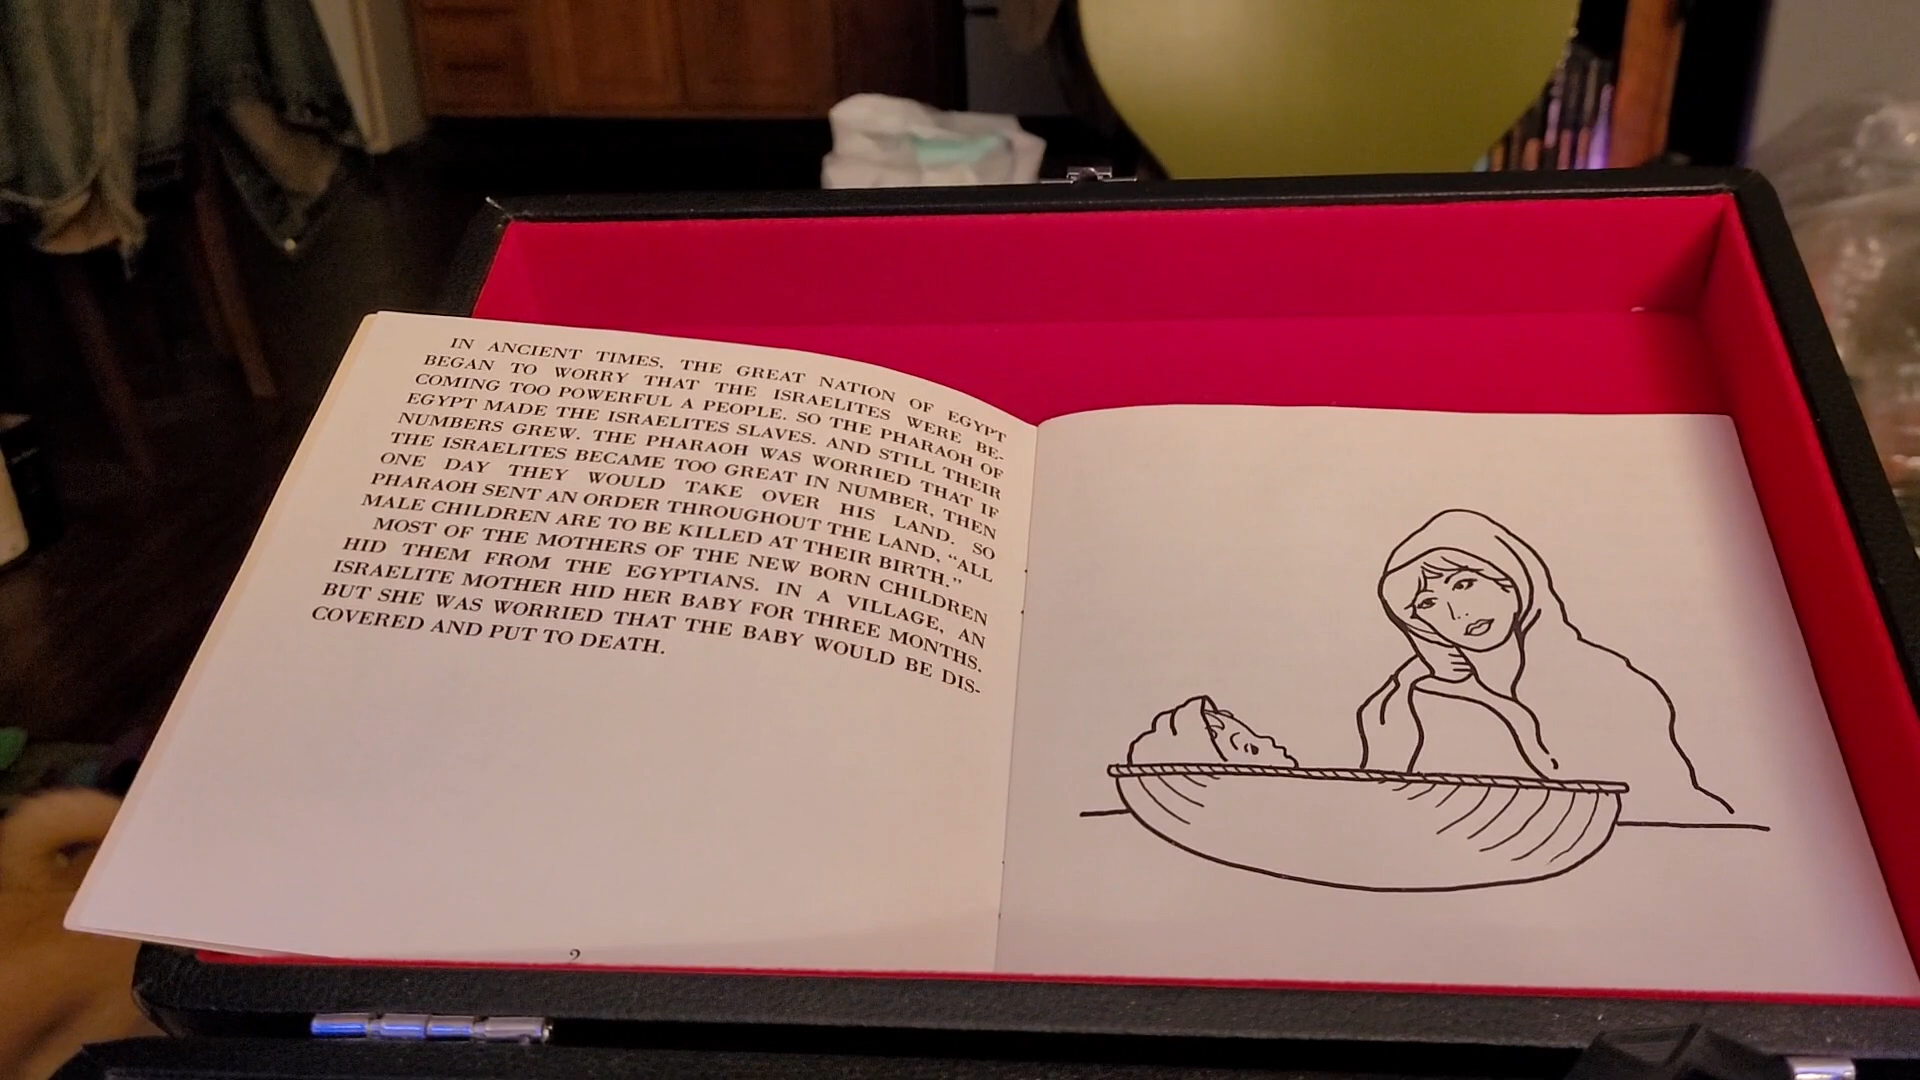 IN ANCIENT TIMES, THE GREAT NATION OF EGYPT
BEGAN TO WORRY THAT THE ISRAELITES WERE BE-
COMING TOO POWERFUL A PEOPLE. SO THE PHARAOH OF
EGYPT MADE THE ISRAELITES SLAVES. AND STILL THEIR
NUMBERS GREW. THE PHARAOH WAS WORRIED THAT IF
THE ISRAELITES BECAME TOO GREAT IN NUMBER, THEN
ONE DAY THEY WOULD TAKE OVER HIS LAND. SO
PHARAOH SENT AN ORDER THROUGHOUT THE LAND, “ALL
MALE CHILDREN ARE TO BE KILLED AT THEIR BIRTH.”
MOST OF THE MOTHERS OF THE NEW BORN CHILDREN
HID THEM FROM THE EGYPTIANS. IN A VILLAGE, AN
ISRAELITE MOTHER HID HER BABY FOR THREE MONTHS.
BUT SHE WAS WORRIED THAT THE BABY WOULD BE DIS-
COVERED AND PUT TO DEATH.
2